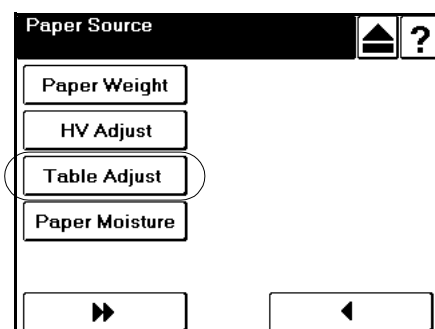 Paper Source
?
Paper Weight
HV Adjust
Table Adjust
Paper Moisture